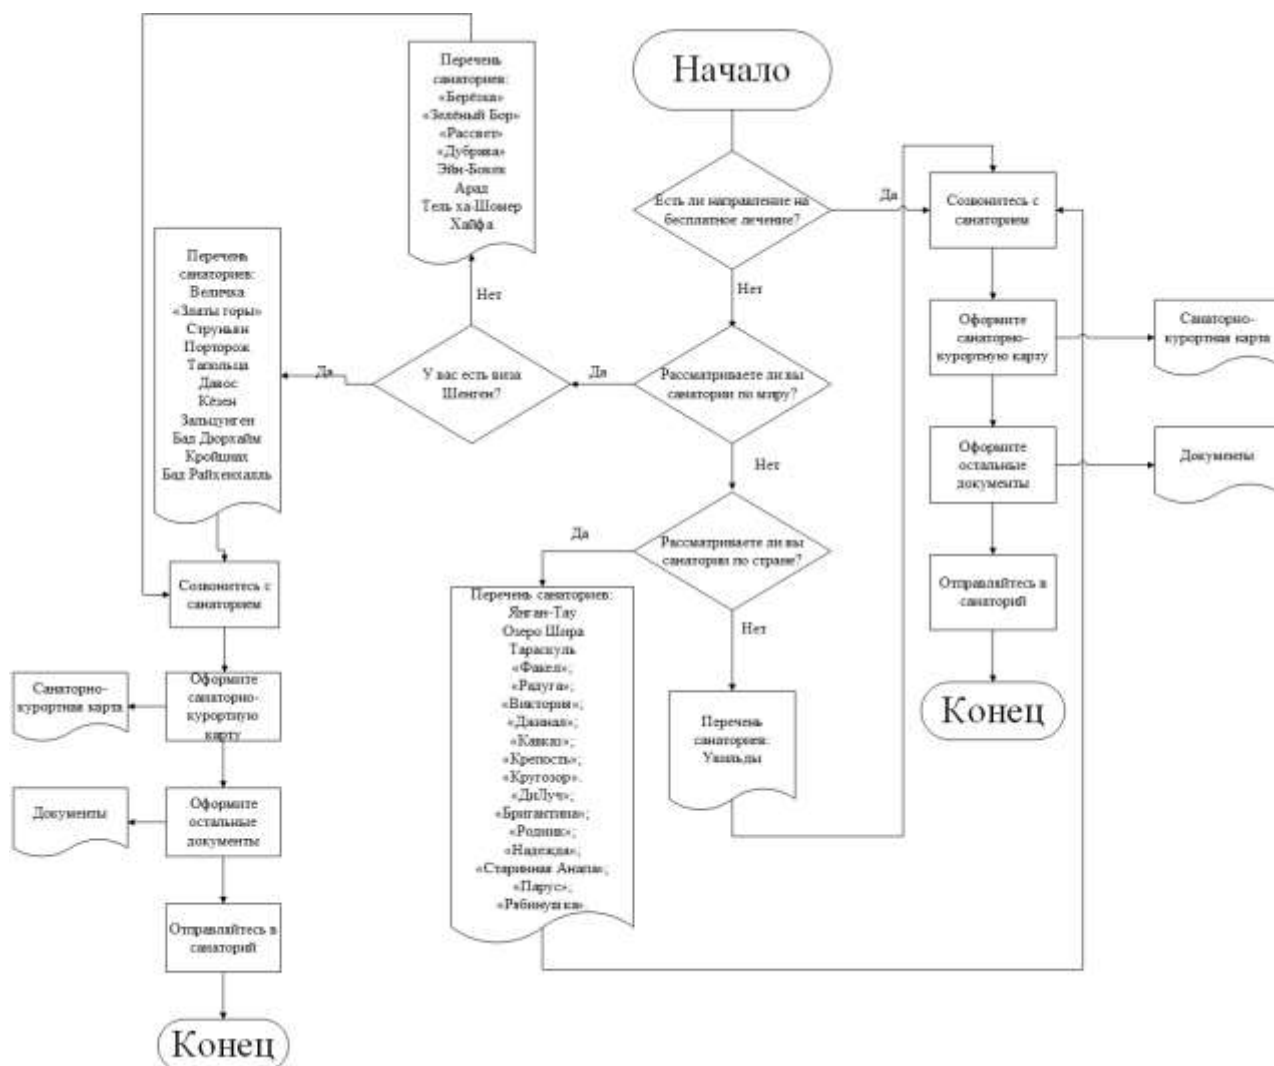 Начало
Перечень
санаториев:
«Берёзка»
«Зелёный Бор»
«Рассвет»
«Дубрава»
Эйн-Бокек
Арад
Тель ха-Шомер
Хайфа
Есть ли направление на
бесплатное лечение?
Да
Созвонитесь с
санаторием
Нет
Оформите
санаторно-
курортную карту
Санаторно-
курортная карта
Рассматриваете ли вы
санатории по миру?
Да
У вас есть виза
Шенген?
Нет
Да
Перечень
санаториев:
Величка
«Златы горы»
Струньян
Порторож
Тапольца
Давос
Кёзен
Зальцунген
Бад Дюрхайм
Кройцнах
Бад Райхенхалль
Нет
Оформите
остальные
документы
Документы
Рассматриваете ли вы
санатории по стране?
Да
Отправляйтесь в
санаторий
Конец
Перечень санаториев:
Янган-Тау
Озеро Шира
Тараскуль
«Факел»;
«Радуга»;
«Виктория»;
«Джинал»;
«Кавказ»;
«Крепость»;
«Кругозор».
«ДиЛуч»;
«Бригантина»;
«Родник»;
«Надежда»;
«Старинная Анапа»;
«Парус»;
«Рябинушка»
Нет
Перечень
санаториев:
Увильды
Созвонитесь с
санаторием
Оформите
санаторно-
курортную
карту
Санаторно-
курортная карта
Оформите
остальные
документы
Документы
Отправляйтесь в
санаторий
Конец